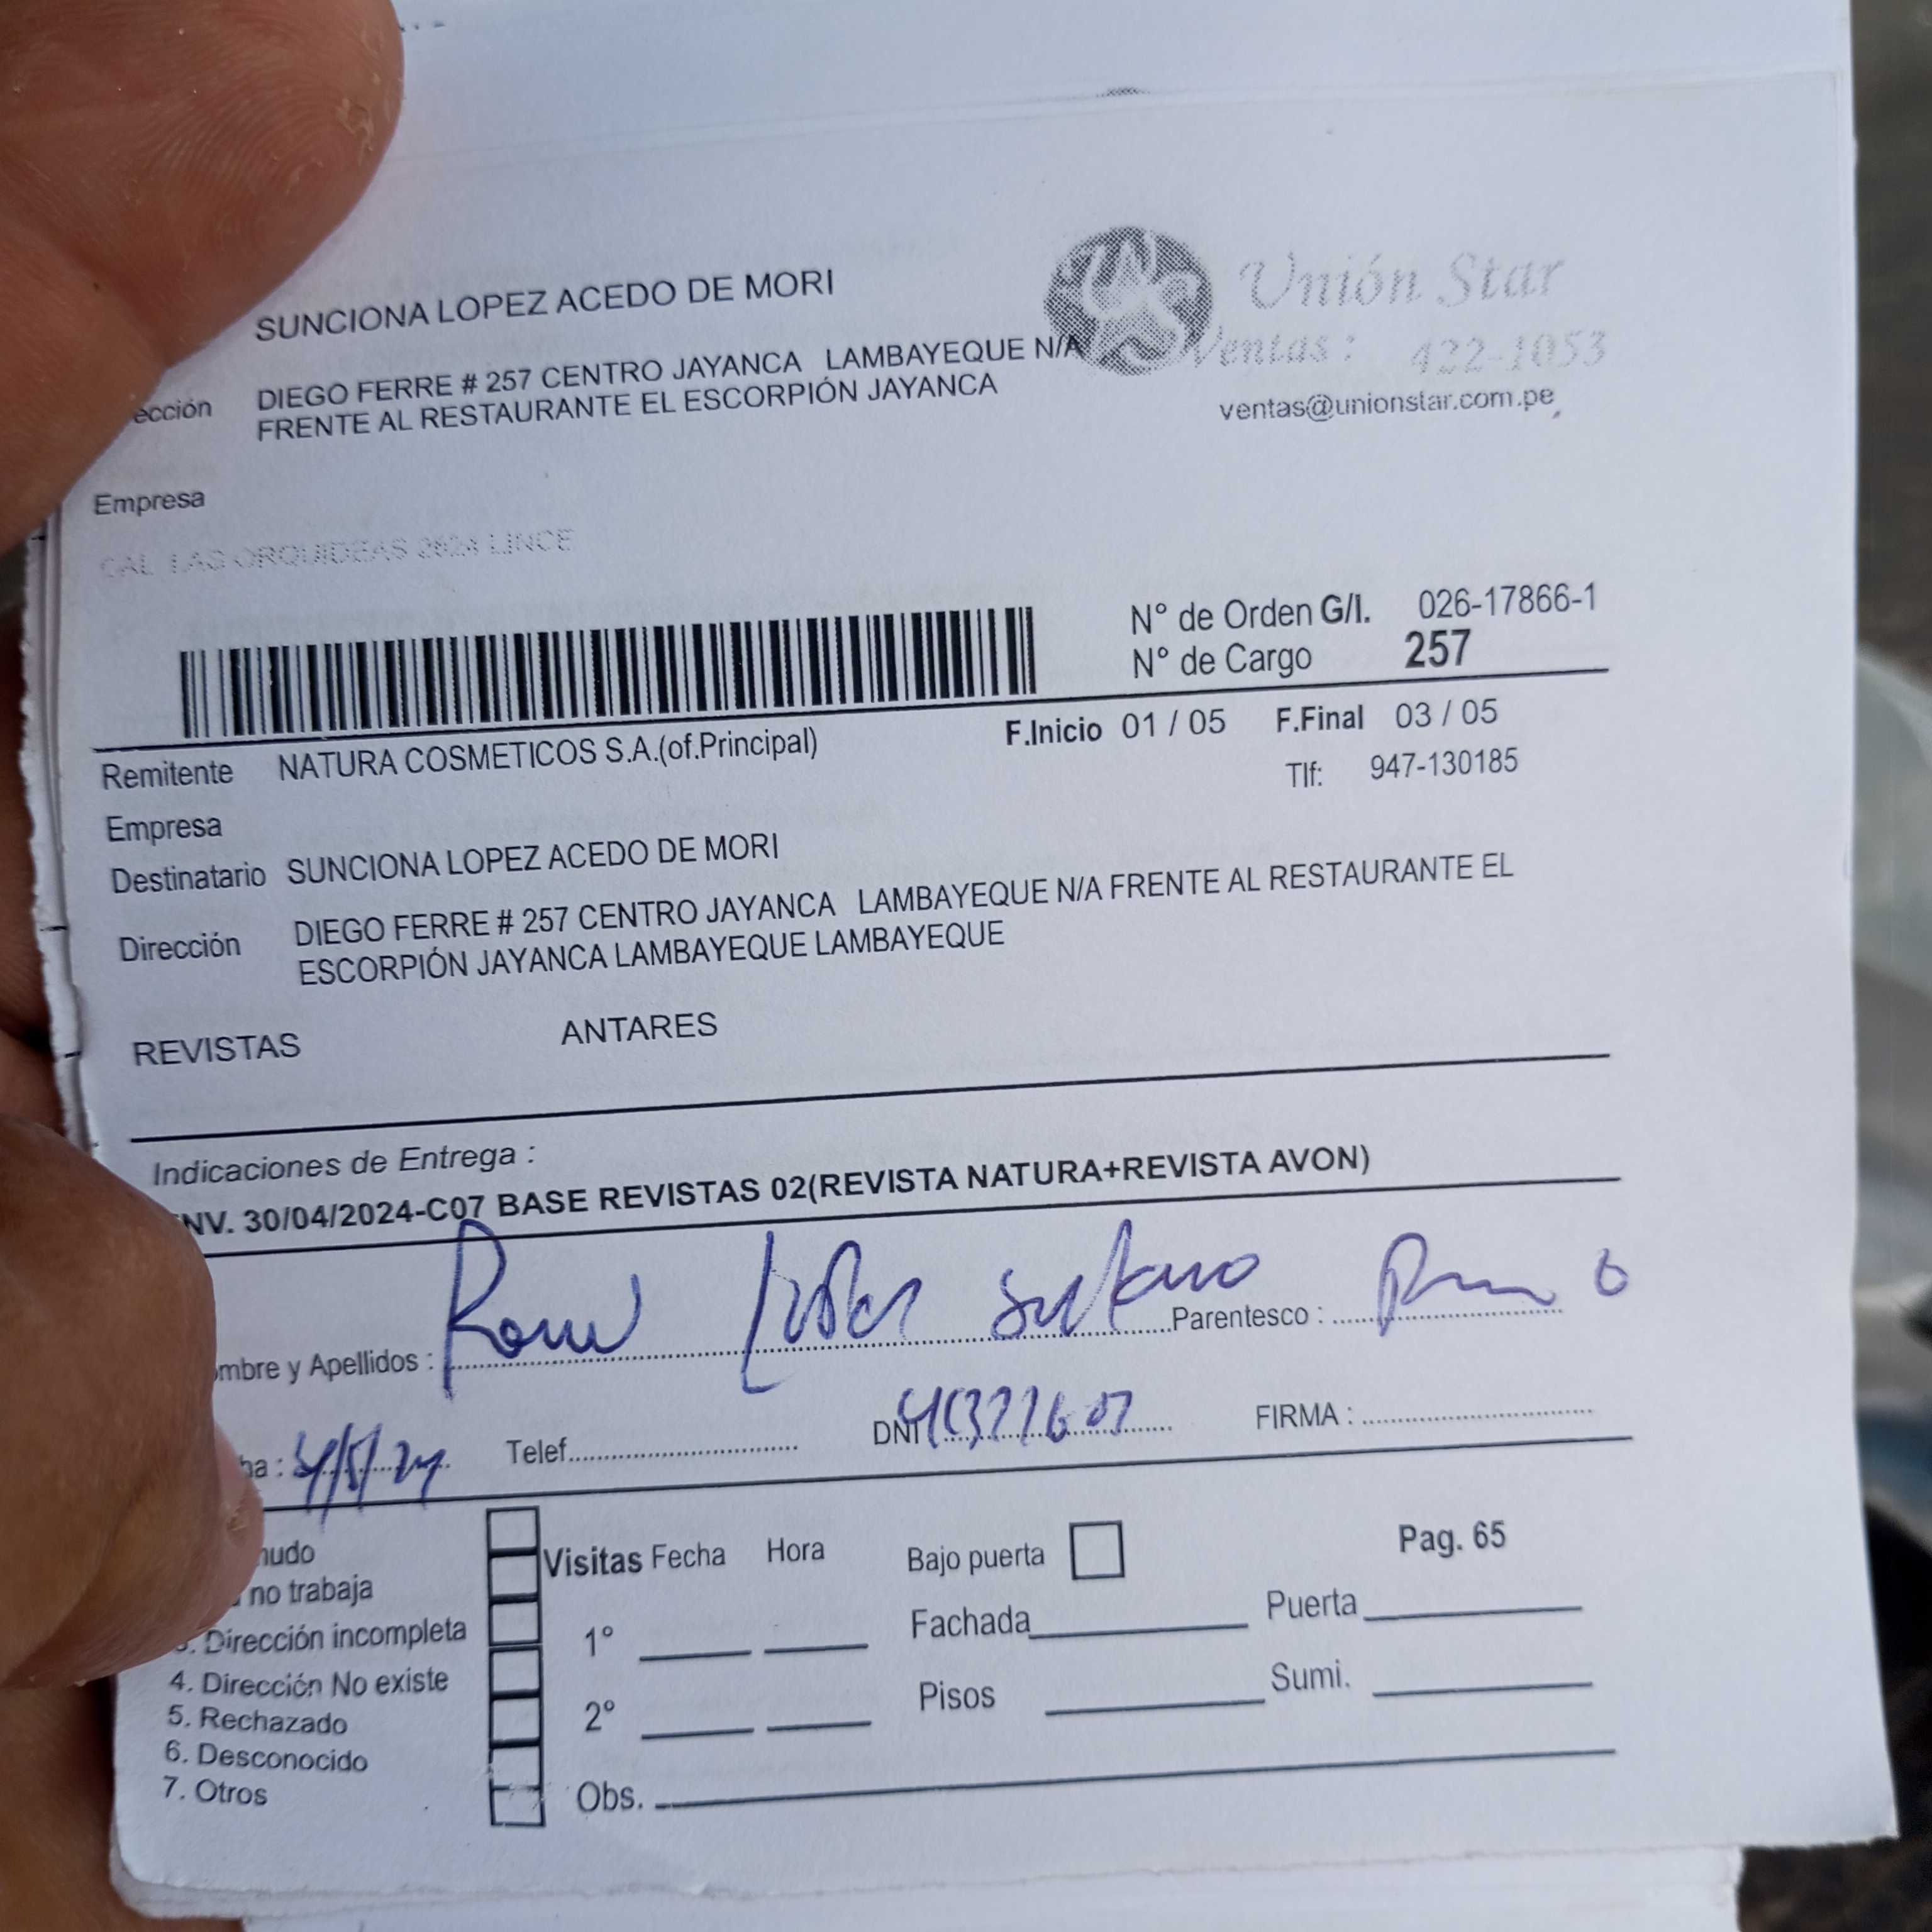 SUNCIONA LOPEZ ACEDO DE MORI
Unión Star
Ventas: 422-1053
ventas@unionstar.com.pe
ección DIEGO FERRE # 257 CENTRO JAYANCA LAMBAYEQUE N/A
FRENTE AL RESTAURANTE EL ESCORPIÓN JAYANCA
Empresa
CAL LAS ORQUIDEAS 2624 LINCE
N° de Orden G/I. 026-17866-1
N° de Cargo 257
F.Inicio 01 / 05 F.Final 03 / 05
Remitente NATURA COSMETICOS S.A.(of.Principal)
Tlf: 947-130185
Empresa
Destinatario SUNCIONA LOPEZ ACEDO DE MORI
Dirección DIEGO FERRE # 257 CENTRO JAYANCA LAMBAYEQUE N/A FRENTE AL RESTAURANTE EL
ESCORPIÓN JAYANCA LAMBAYEQUE LAMBAYEQUE
REVISTAS ANTARES
Indicaciones de Entrega :
NV. 30/04/2024-C07 BASE REVISTAS 02(REVISTA NATURA+REVISTA AVON)
mbre y Apellidos : Parentesco :
ha : Telef. DNI FIRMA :
nudo
no trabaja
3. Dirección incompleta
4. Dirección No existe
5. Rechazado
6. Desconocido
7. Otros
Visitas Fecha Hora
1°
2°
Obs.
Bajo puerta Pag. 65
Fachada Puerta
Pisos Sumi.